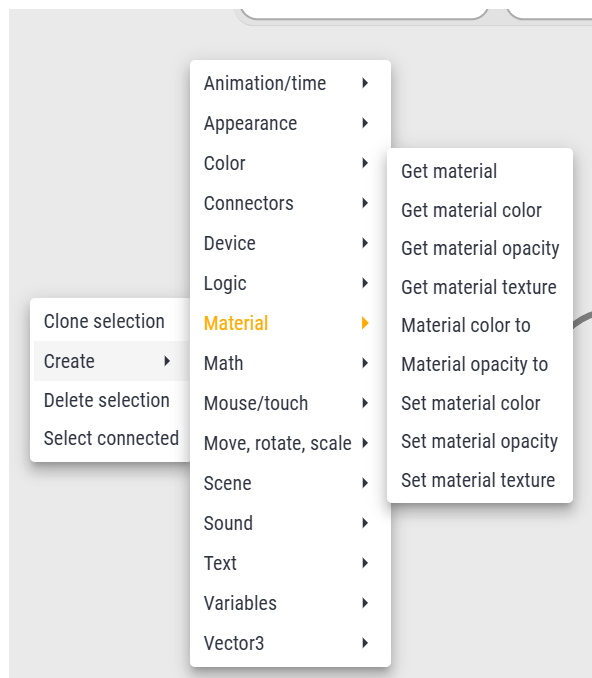 Clone selection
Create
Delete selection
Select connected
Animation/time
Appearance
Color
Connectors
Device
Logic
Material
Math
Mouse/touch
Move, rotate, scale
Scene
Sound
Text
Variables
Vector3
Get material
Get material color
Get material opacity
Get material texture
Material color to
Material opacity to
Set material color
Set material opacity
Set material texture